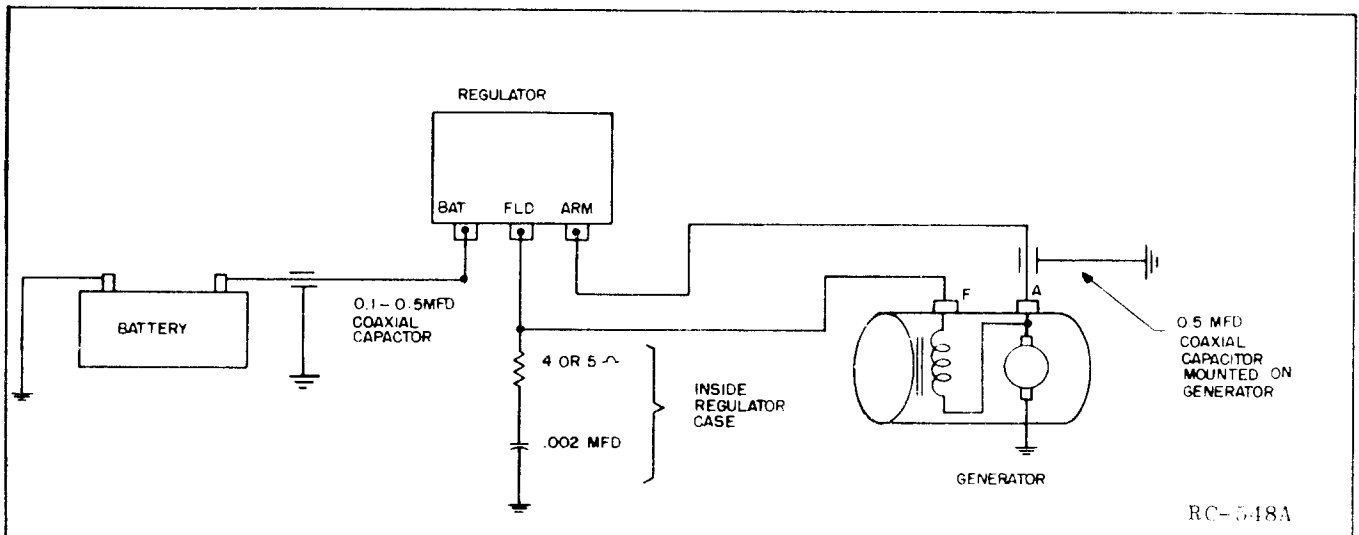 REGULATOR
BAT FLD ARM
BATTERY
0.1-0.5MFD
COAXIAL
CAPACTOR
4 OR 5
.002 MFD
INSIDE
REGULATOR
CASE
F A
GENERATOR
0.5 MFD
COAXIAL
CAPACITOR
MOUNTED ON
GENERATOR
RC-548A